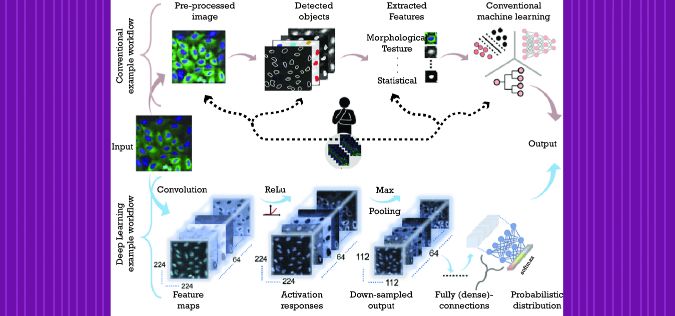 Pre-processed
image
Detected
objects
Extracted
Features
Conventional
machine learning
Conventional
example workflow
Morphological
Texture
Statistical
Input
Output
Deep Learning
example workflow
Convolution
ReLu
Max
Pooling
224
224
64
224
224
64
112
112
64
softmax
Feature
maps
Activation
responses
Down-sampled
output
Fully (dense)-
connections
Probabilistic
distribution